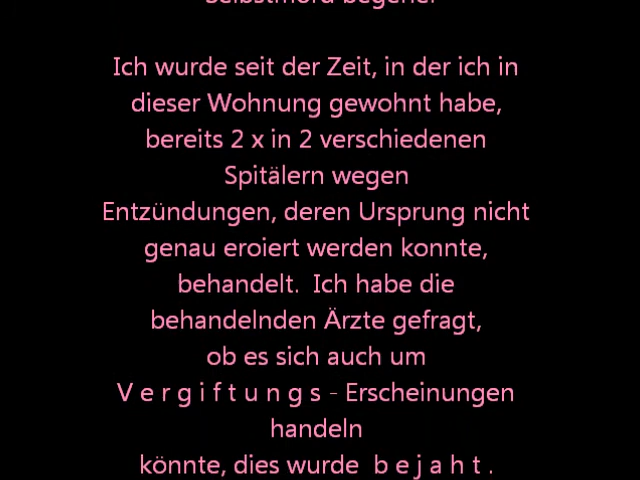 Selbstmord begehe!
Ich wurde seit der Zeit, in der ich in
dieser Wohnung gewohnt habe,
bereits 2 x in 2 verschiedenen
Spitälern wegen
Entzündungen, deren Ursprung nicht
genau eroiert werden konnte,
behandelt.  Ich habe die
behandelnden Ärzte gefragt,
ob es sich auch um
V e r g i f t u n g s - Erscheinungen
handeln
könnte, dies wurde  b e j a h t .